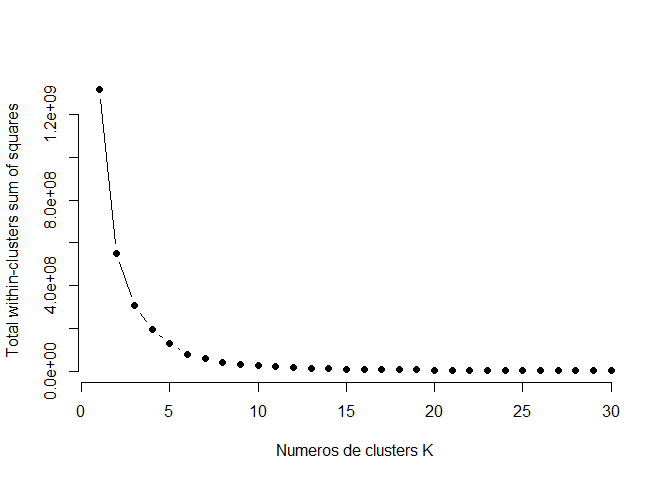 Total within-clusters sum of squares
1.2e+09
8.0e+08
4.0e+08
0.0e+00
0 5 10 15 20 25 30
Numeros de clusters K